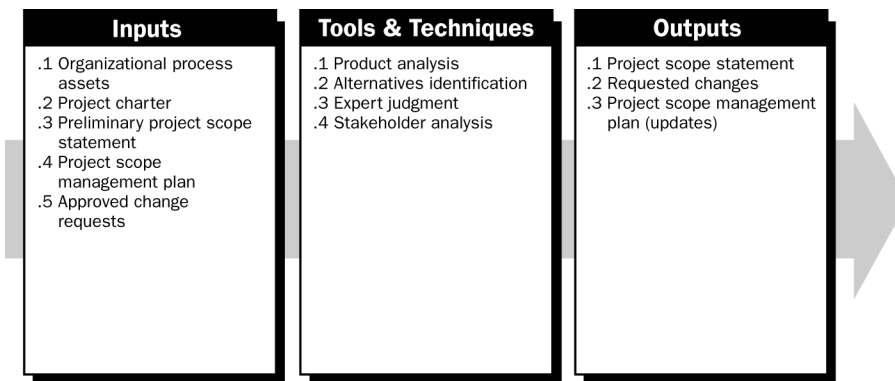 Inputs
.1 Organizational process
assets
.2 Project charter
.3 Preliminary project scope
statement
.4 Project scope
management plan
.5 Approved change
requests
Tools & Techniques
.1 Product analysis
.2 Alternatives identification
.3 Expert judgment
.4 Stakeholder analysis
Outputs
.1 Project scope statement
.2 Requested changes
.3 Project scope management
plan (updates)